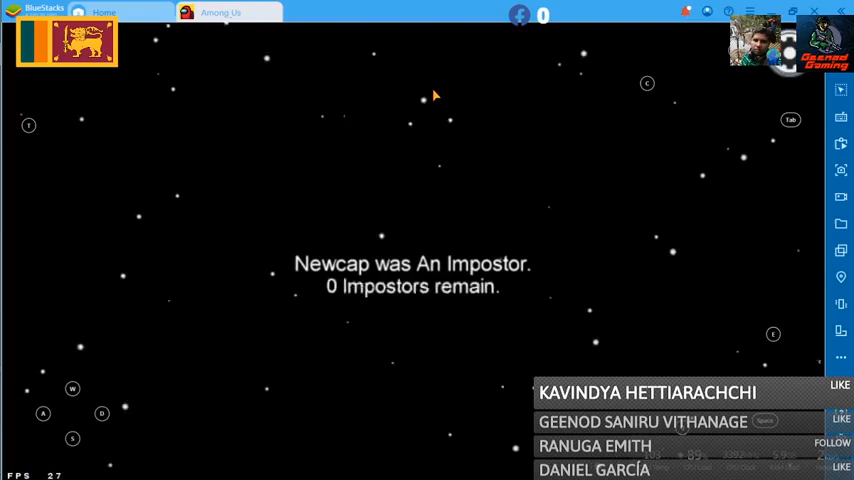 BlueStacks
Home
Among Us
0
Geenod
Gaming
T
C
Tab
Newcap was An Impostor.
0 Impostors remain.
E
W
A
D
S
KAVINDYA HETTIARACHCHI LIKE
GEENOD SANIRU VITHANAGE Space LIKE
RANUGA EMITH FOLLOW
DANIEL GARCÍA LIKE
FPS 27